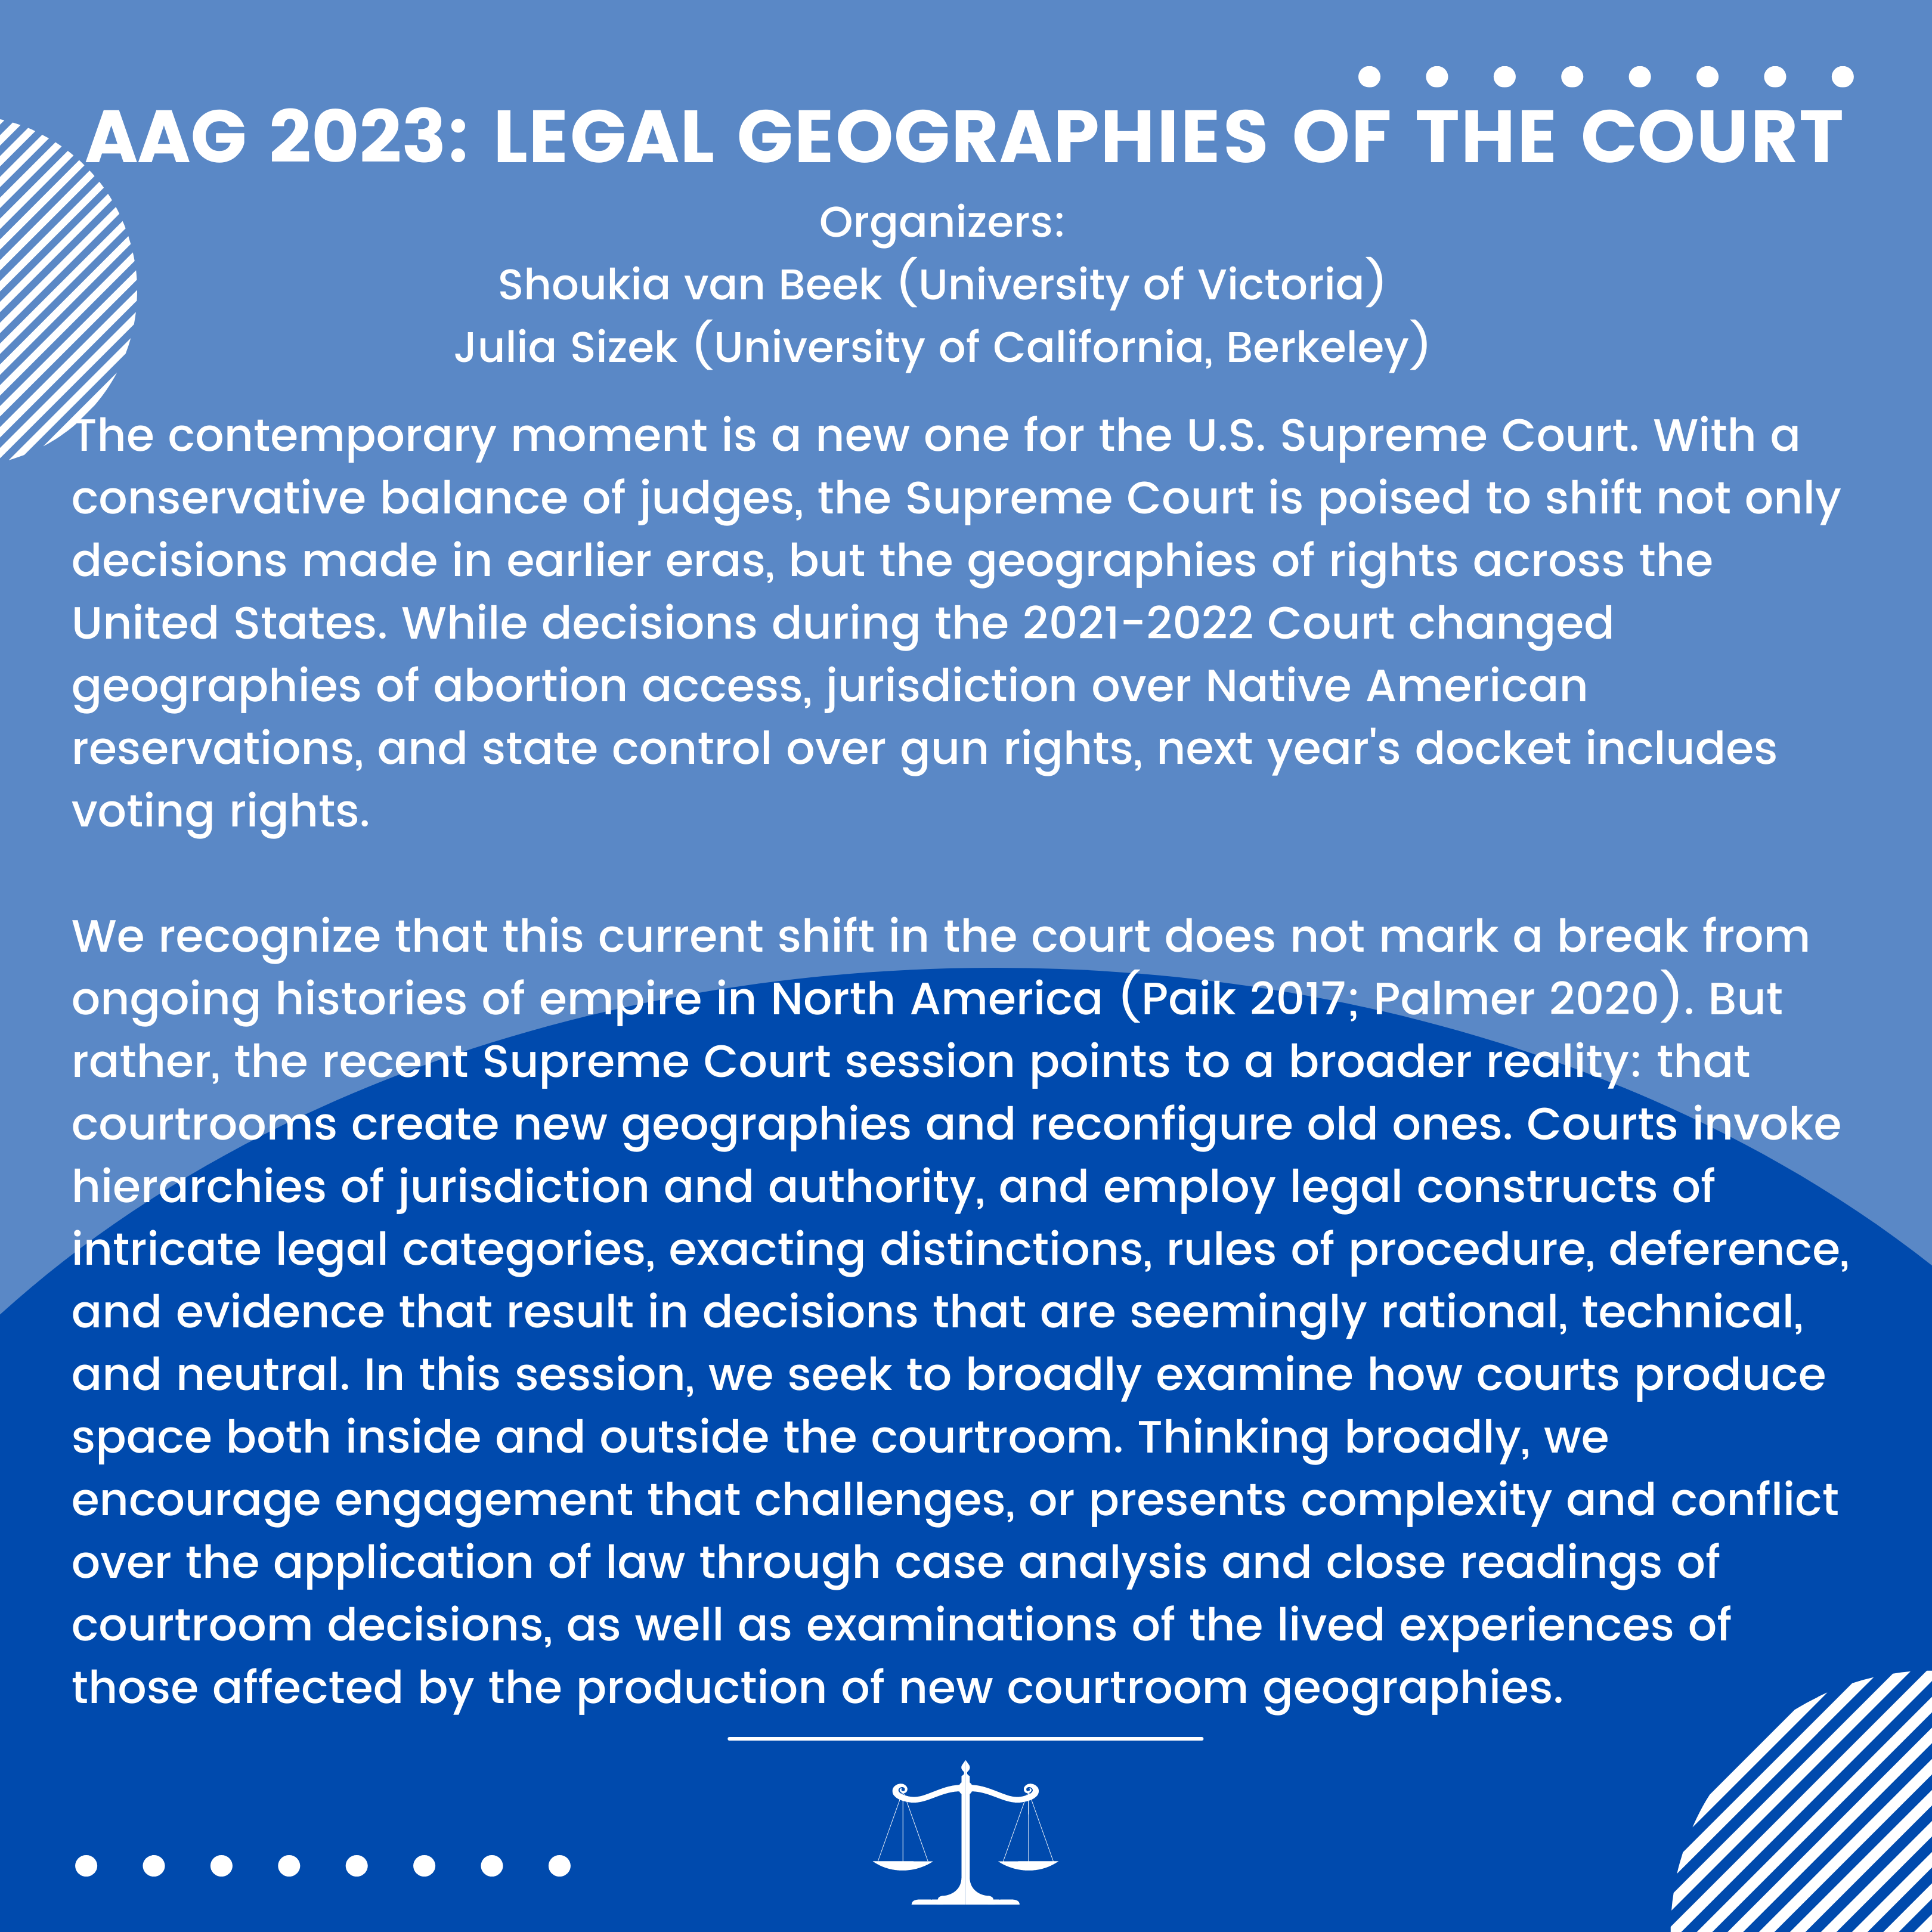 AAG 2023: LEGAL GEOGRAPHIES OF THE COURT
Organizers:
Shoukia van Beek (University of Victoria)
Julia Sizek (University of California, Berkeley)
The contemporary moment is a new one for the U.S. Supreme Court. With a
conservative balance of judges, the Supreme Court is poised to shift not only
decisions made in earlier eras, but the geographies of rights across the
United States. While decisions during the 2021-2022 Court changed
geographies of abortion access, jurisdiction over Native American
reservations, and state control over gun rights, next year's docket includes
voting rights.
We recognize that this current shift in the court does not mark a break from
ongoing histories of empire in North America (Paik 2017; Palmer 2020). But
rather, the recent Supreme Court session points to a broader reality: that
courtrooms create new geographies and reconfigure old ones. Courts invoke
hierarchies of jurisdiction and authority, and employ legal constructs of
intricate legal categories, exacting distinctions, rules of procedure, deference,
and evidence that result in decisions that are seemingly rational, technical,
and neutral. In this session, we seek to broadly examine how courts produce
space both inside and outside the courtroom. Thinking broadly, we
encourage engagement that challenges, or presents complexity and conflict
over the application of law through case analysis and close readings of
courtroom decisions, as well as examinations of the lived experiences of
those affected by the production of new courtroom geographies.